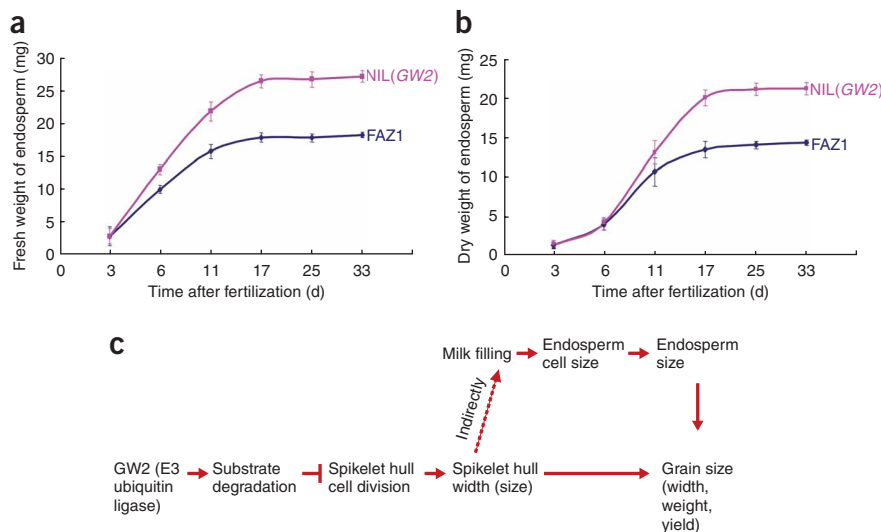 a
Fresh weight of endosperm (mg)
30
25
20
15
10
5
0
0 3 6 11 17 25 33
Time after fertilization (d)
NIL(GW2)
FAZ1
b
Dry weight of endosperm (mg)
25
20
15
10
5
0
0 3 6 11 17 25 33
Time after fertilization (d)
NIL(GW2)
FAZ1
c
Milk filling
Endosperm
cell size
Endosperm
size
Indirectly
GW2 (E3
ubiquitin
ligase)
Substrate
degradation
Spikelet hull
cell division
Spikelet hull
width (size)
Grain size
(width,
weight,
yield)